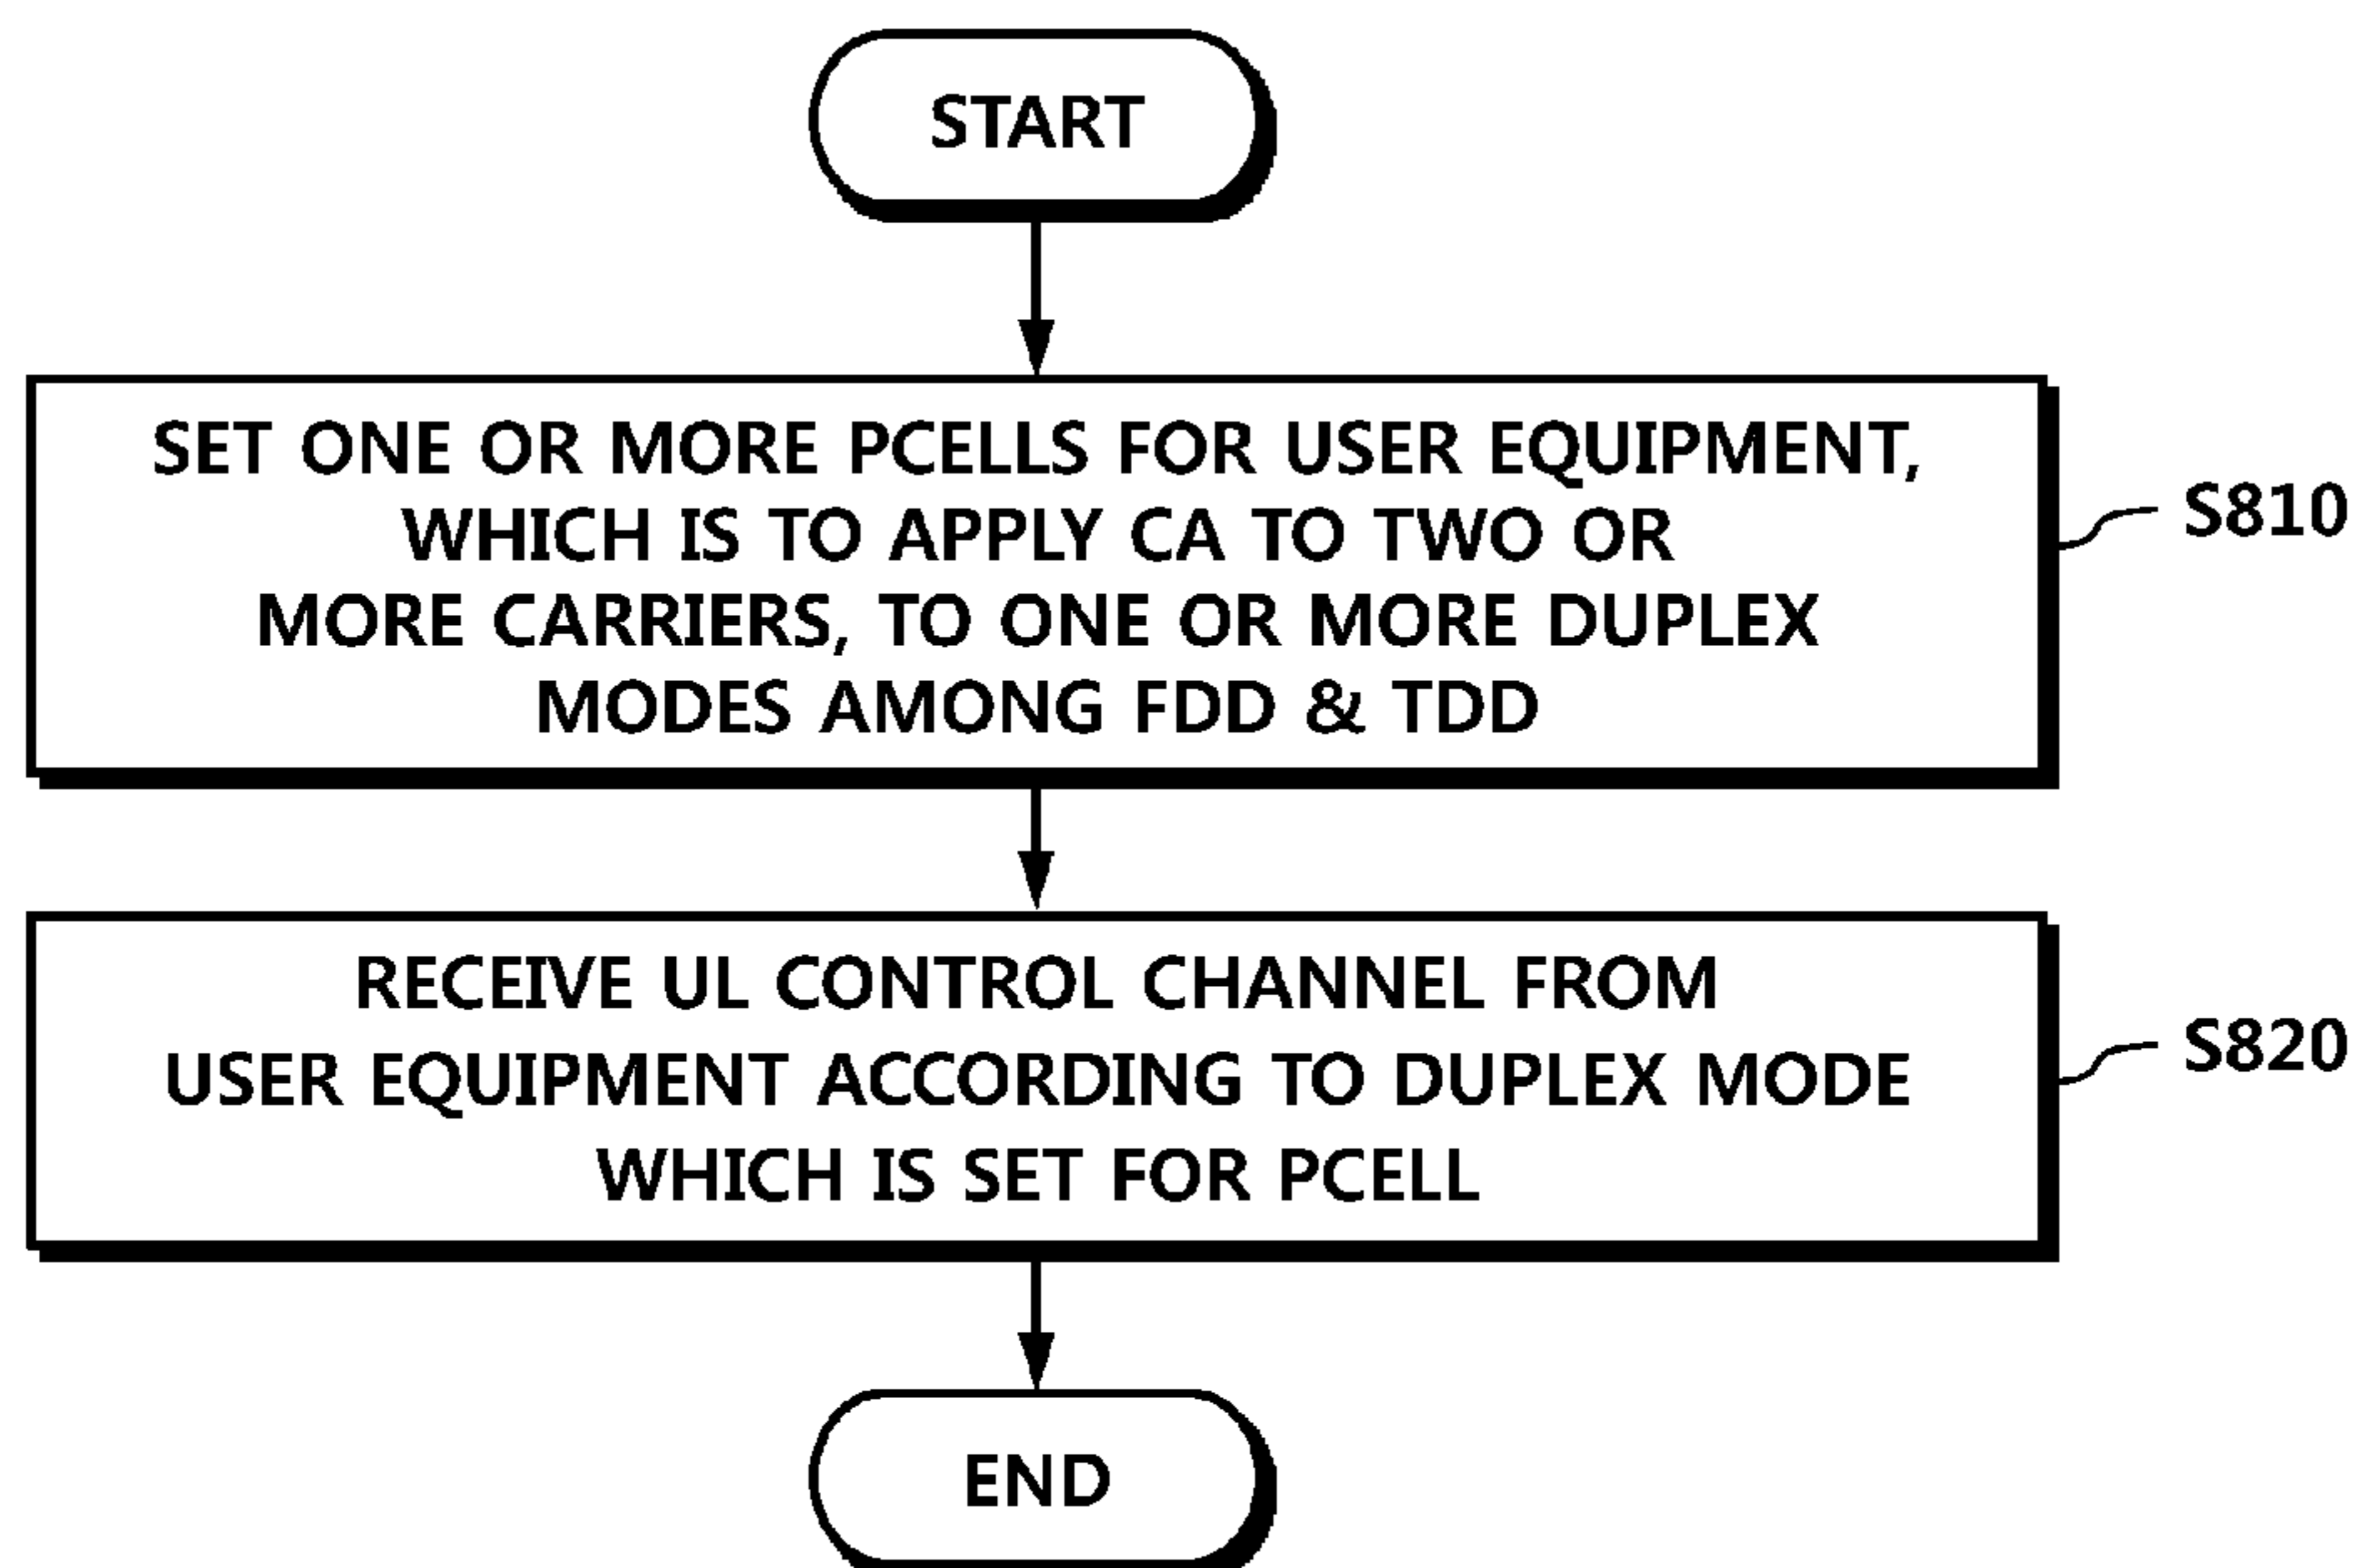 START
SET ONE OR MORE PCELLS FOR USER EQUIPMENT,
WHICH IS TO APPLY CA TO TWO OR
MORE CARRIERS, TO ONE OR MORE DUPLEX
MODES AMONG FDD & TDD
S810
RECEIVE UL CONTROL CHANNEL FROM
USER EQUIPMENT ACCORDING TO DUPLEX MODE
WHICH IS SET FOR PCELL
S820
END